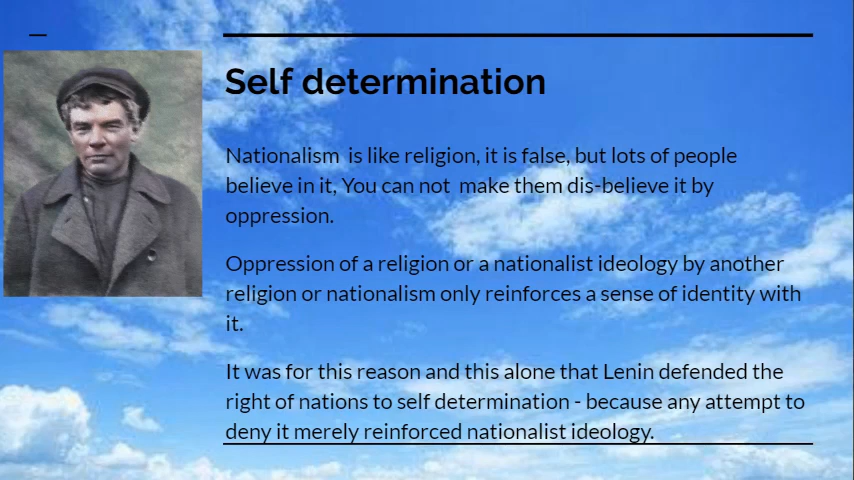 Self determination
Nationalism  is like religion, it is false, but lots of people
believe in it, You can not  make them dis-believe it by
oppression.
Oppression of a religion or a nationalist ideology by another
religion or nationalism only reinforces a sense of identity with
it.
It was for this reason and this alone that Lenin defended the
right of nations to self determination - because any attempt to
deny it merely reinforced nationalist ideology.